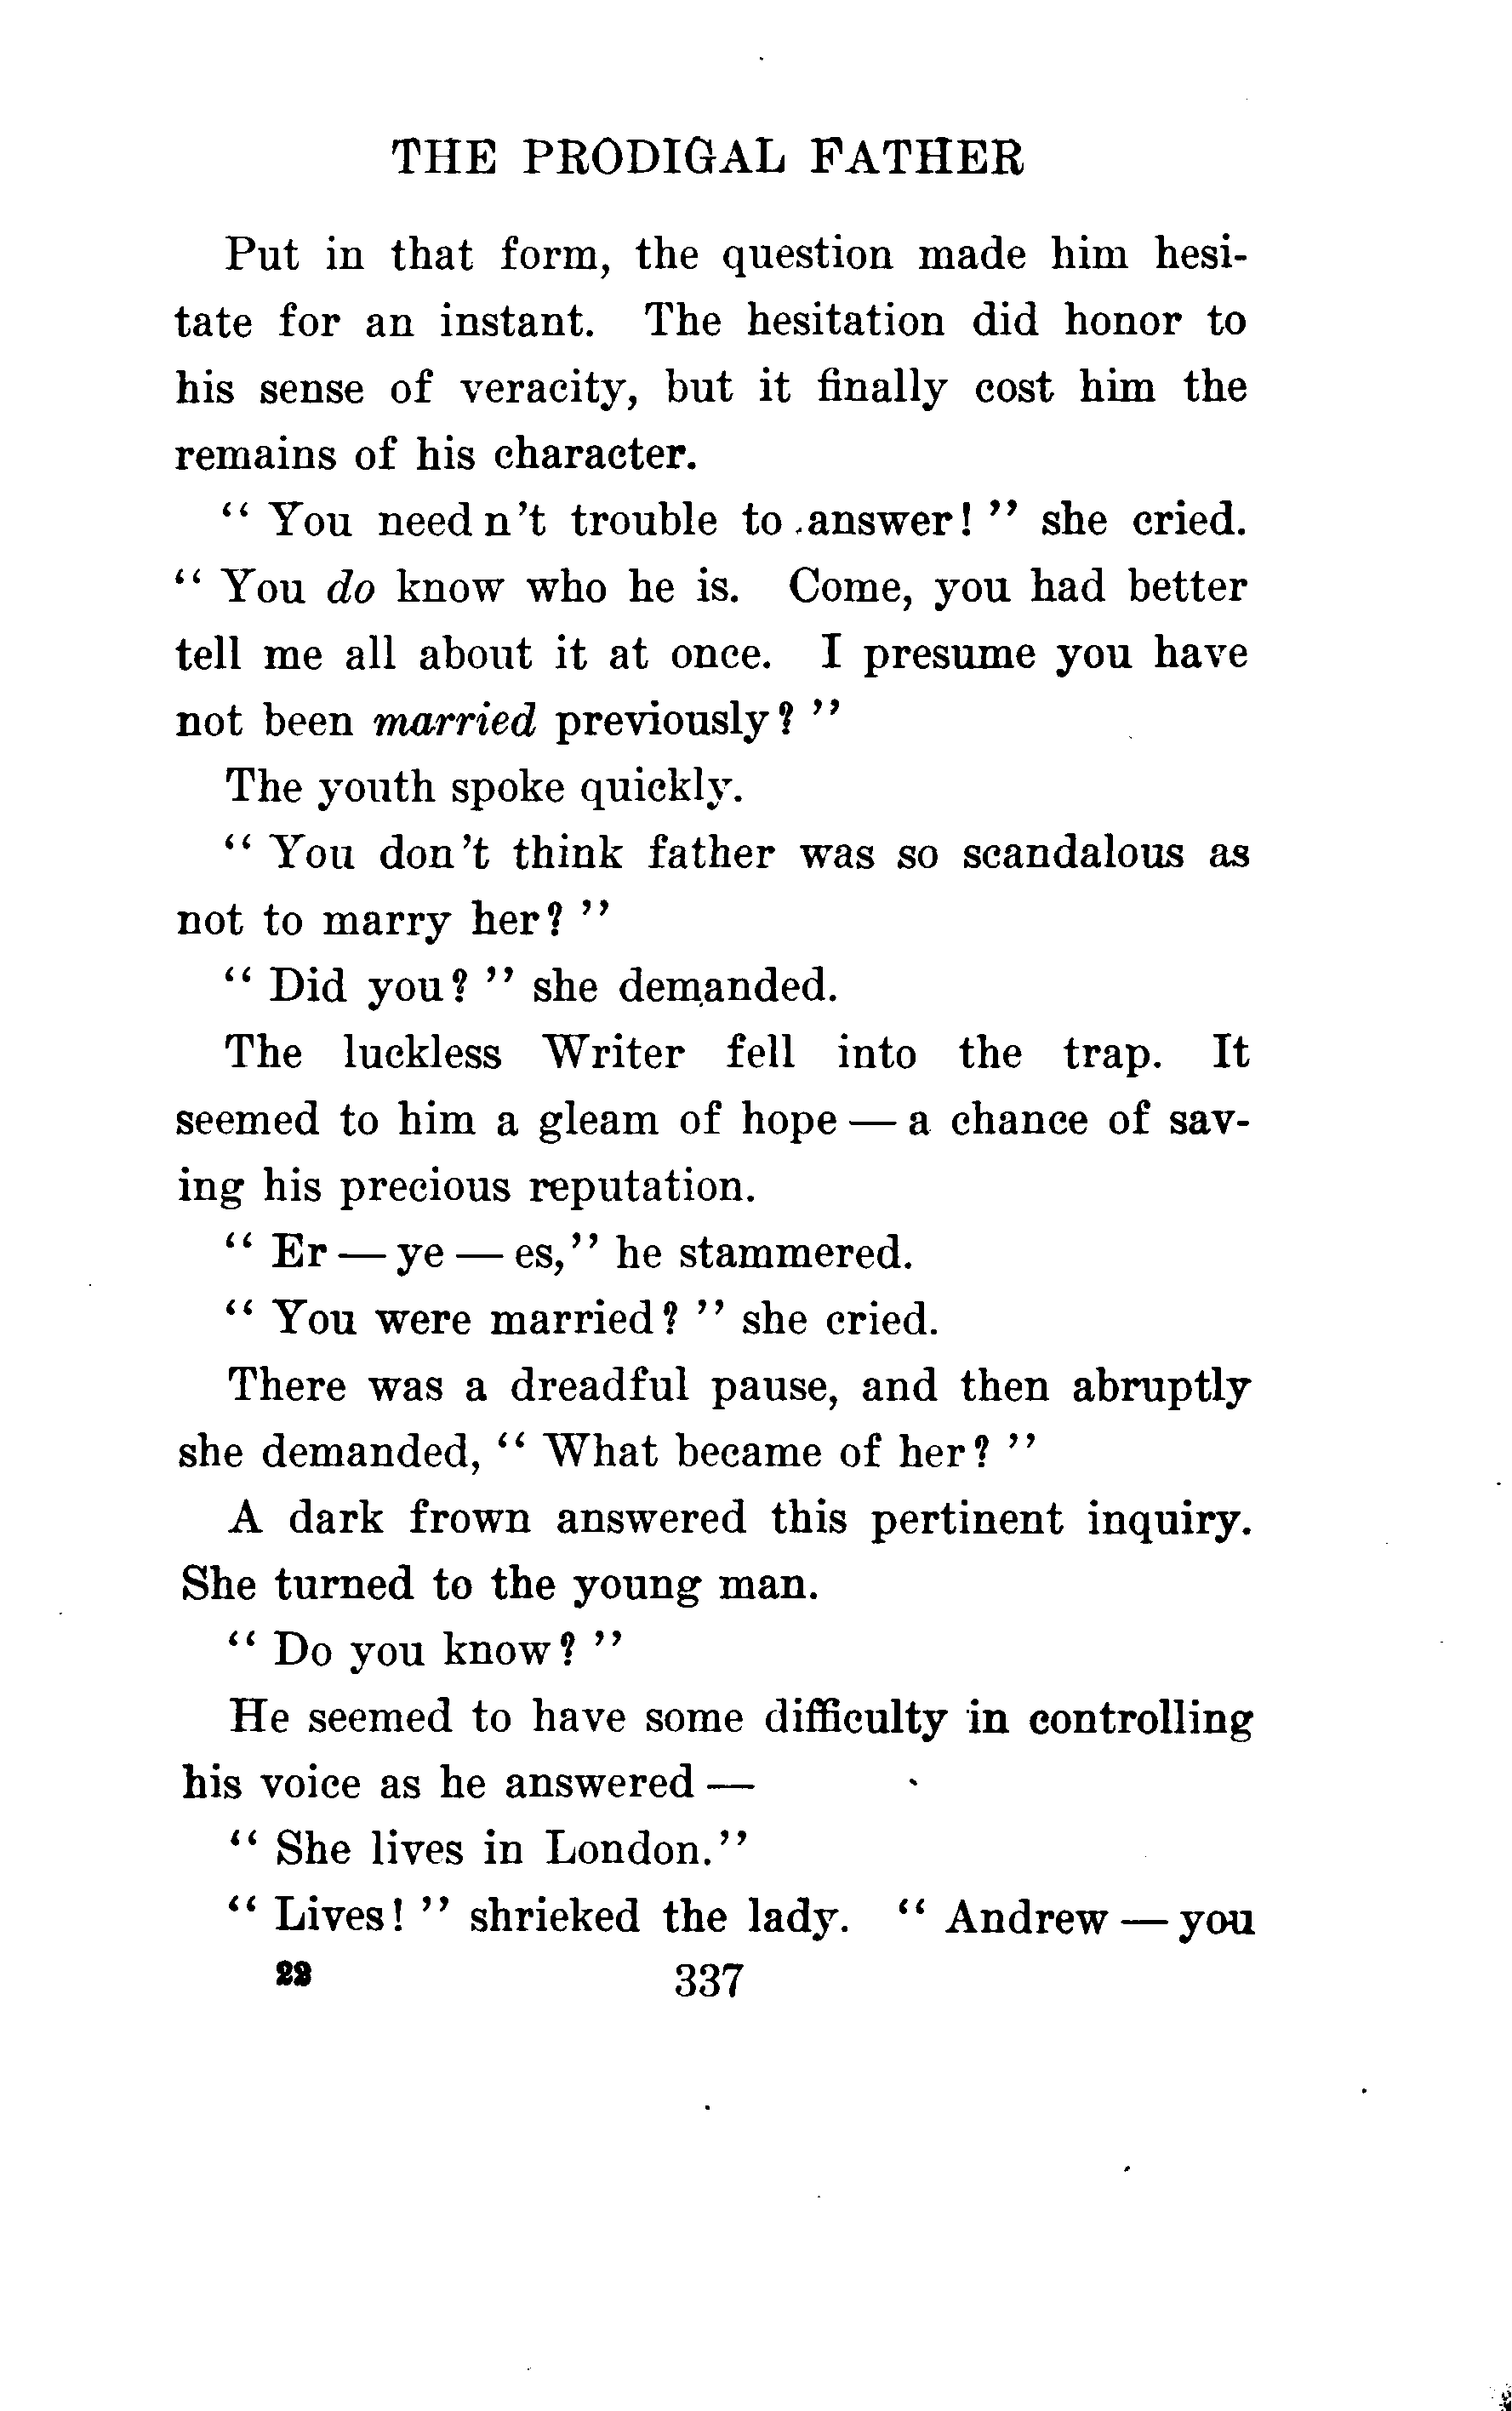 THE PRODIGAL FATHER
Put in that form, the question made him hesi-
tate for an instant. The hesitation did honor to
his sense of veracity, but it finally cost him the
remains of his character.
“ You need n't trouble to answer! ” she cried.
“ You do know who he is. Come, you had better
tell me all about it at once. I presume you have
not been married previously? ”
The youth spoke quickly.
“ You don't think father was so scandalous as
not to marry her? ”
“ Did you? ” she demanded.
The luckless Writer fell into the trap. It
seemed to him a gleam of hope — a chance of sav-
ing his precious reputation.
“ Er — ye — es,” he stammered.
“ You were married? ” she cried.
There was a dreadful pause, and then abruptly
she demanded, “ What became of her? ”
A dark frown answered this pertinent inquiry.
She turned to the young man.
“ Do you know? ”
He seemed to have some difficulty in controlling
his voice as he answered —
“ She lives in London.”
“ Lives! ” shrieked the lady. “ Andrew — you
22 337